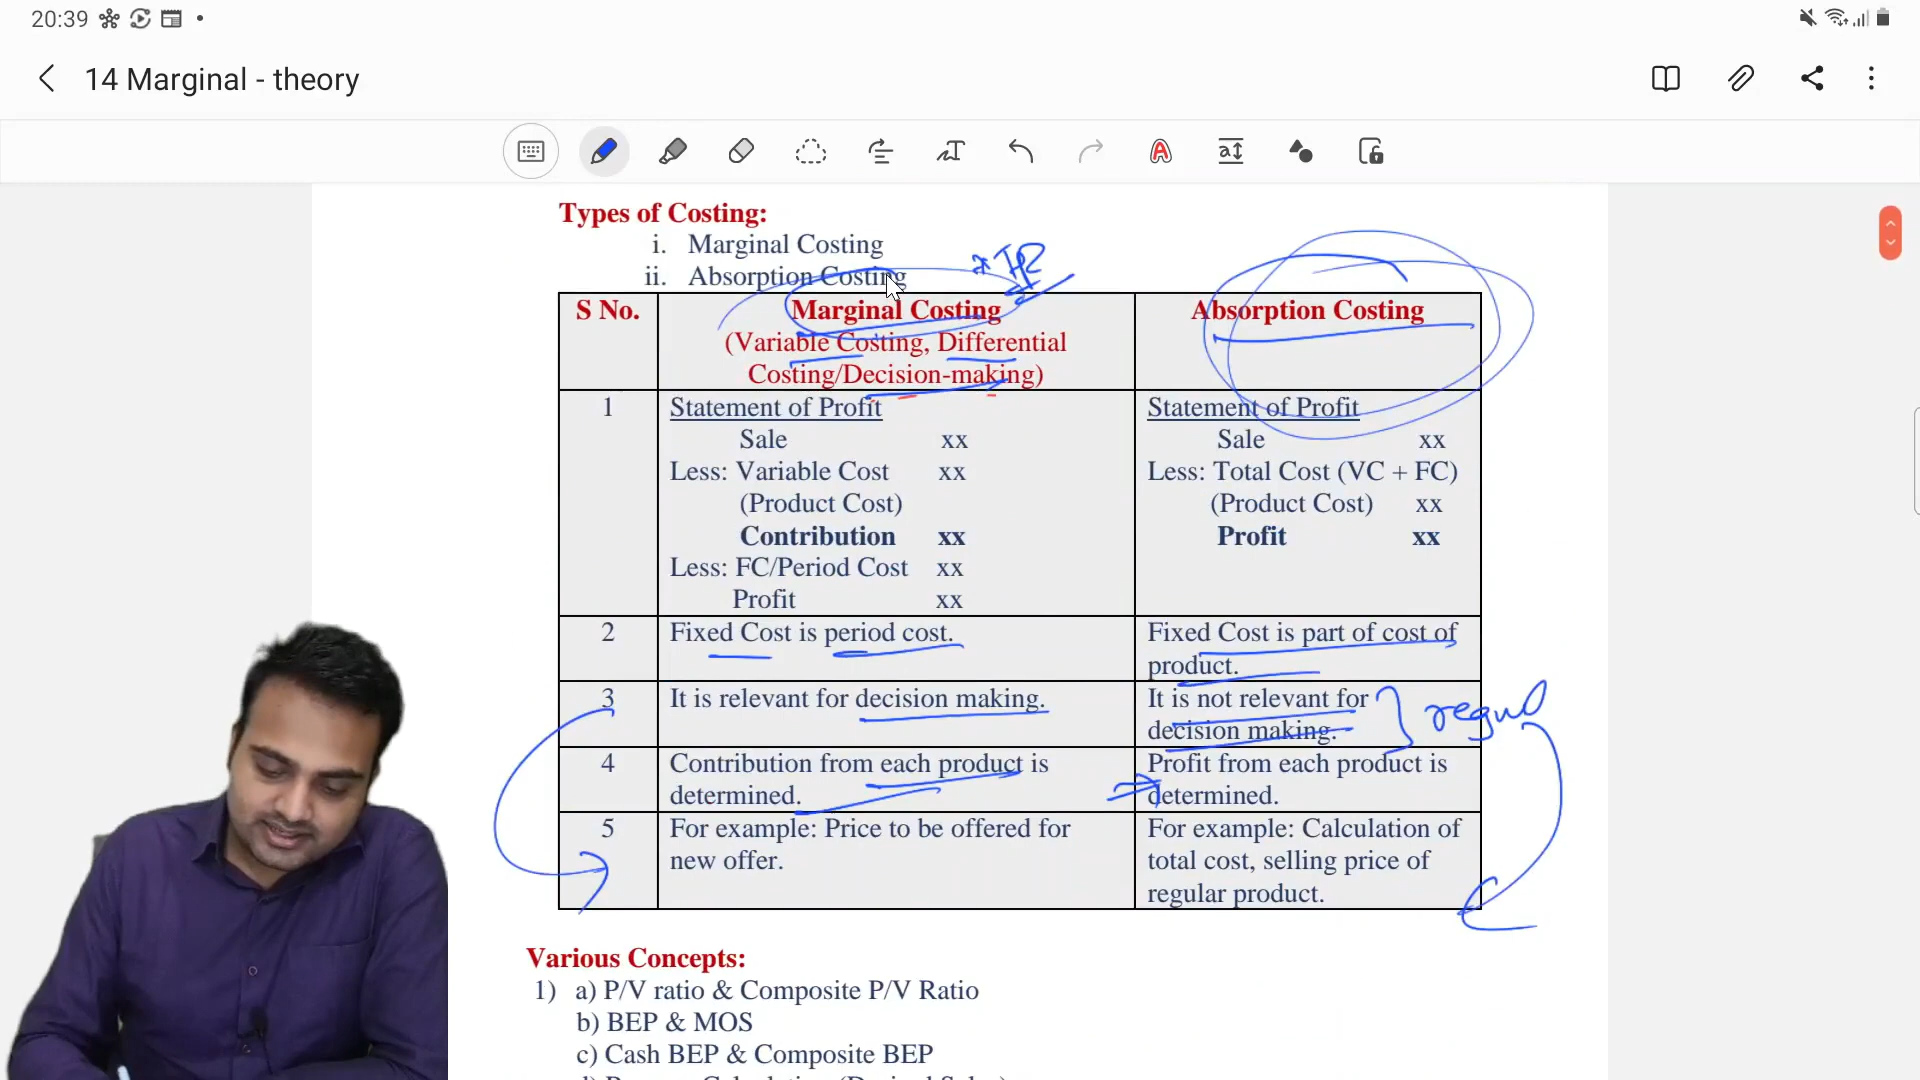 20:39
14 Marginal - theory
Types of Costing:
i. Marginal Costing
ii. Absorption Costing
S No.
Marginal Costing
(Variable Costing, Differential
Costing/Decision-making)
Absorption Costing
1
Statement of Profit
Sale xx
Less: Variable Cost xx
(Product Cost)
Contribution xx
Less: FC/Period Cost xx
Profit xx
Statement of Profit
Sale xx
Less: Total Cost (VC + FC)
(Product Cost) xx
Profit xx
2
Fixed Cost is period cost.
Fixed Cost is part of cost of
product.
3
It is relevant for decision making.
It is not relevant for
decision making.
4
Contribution from each product is
determined.
Profit from each product is
determined.
5
For example: Price to be offered for
new offer.
For example: Calculation of
total cost, selling price of
regular product.
Various Concepts:
1) a) P/V ratio & Composite P/V Ratio
b) BEP & MOS
c) Cash BEP & Composite BEP